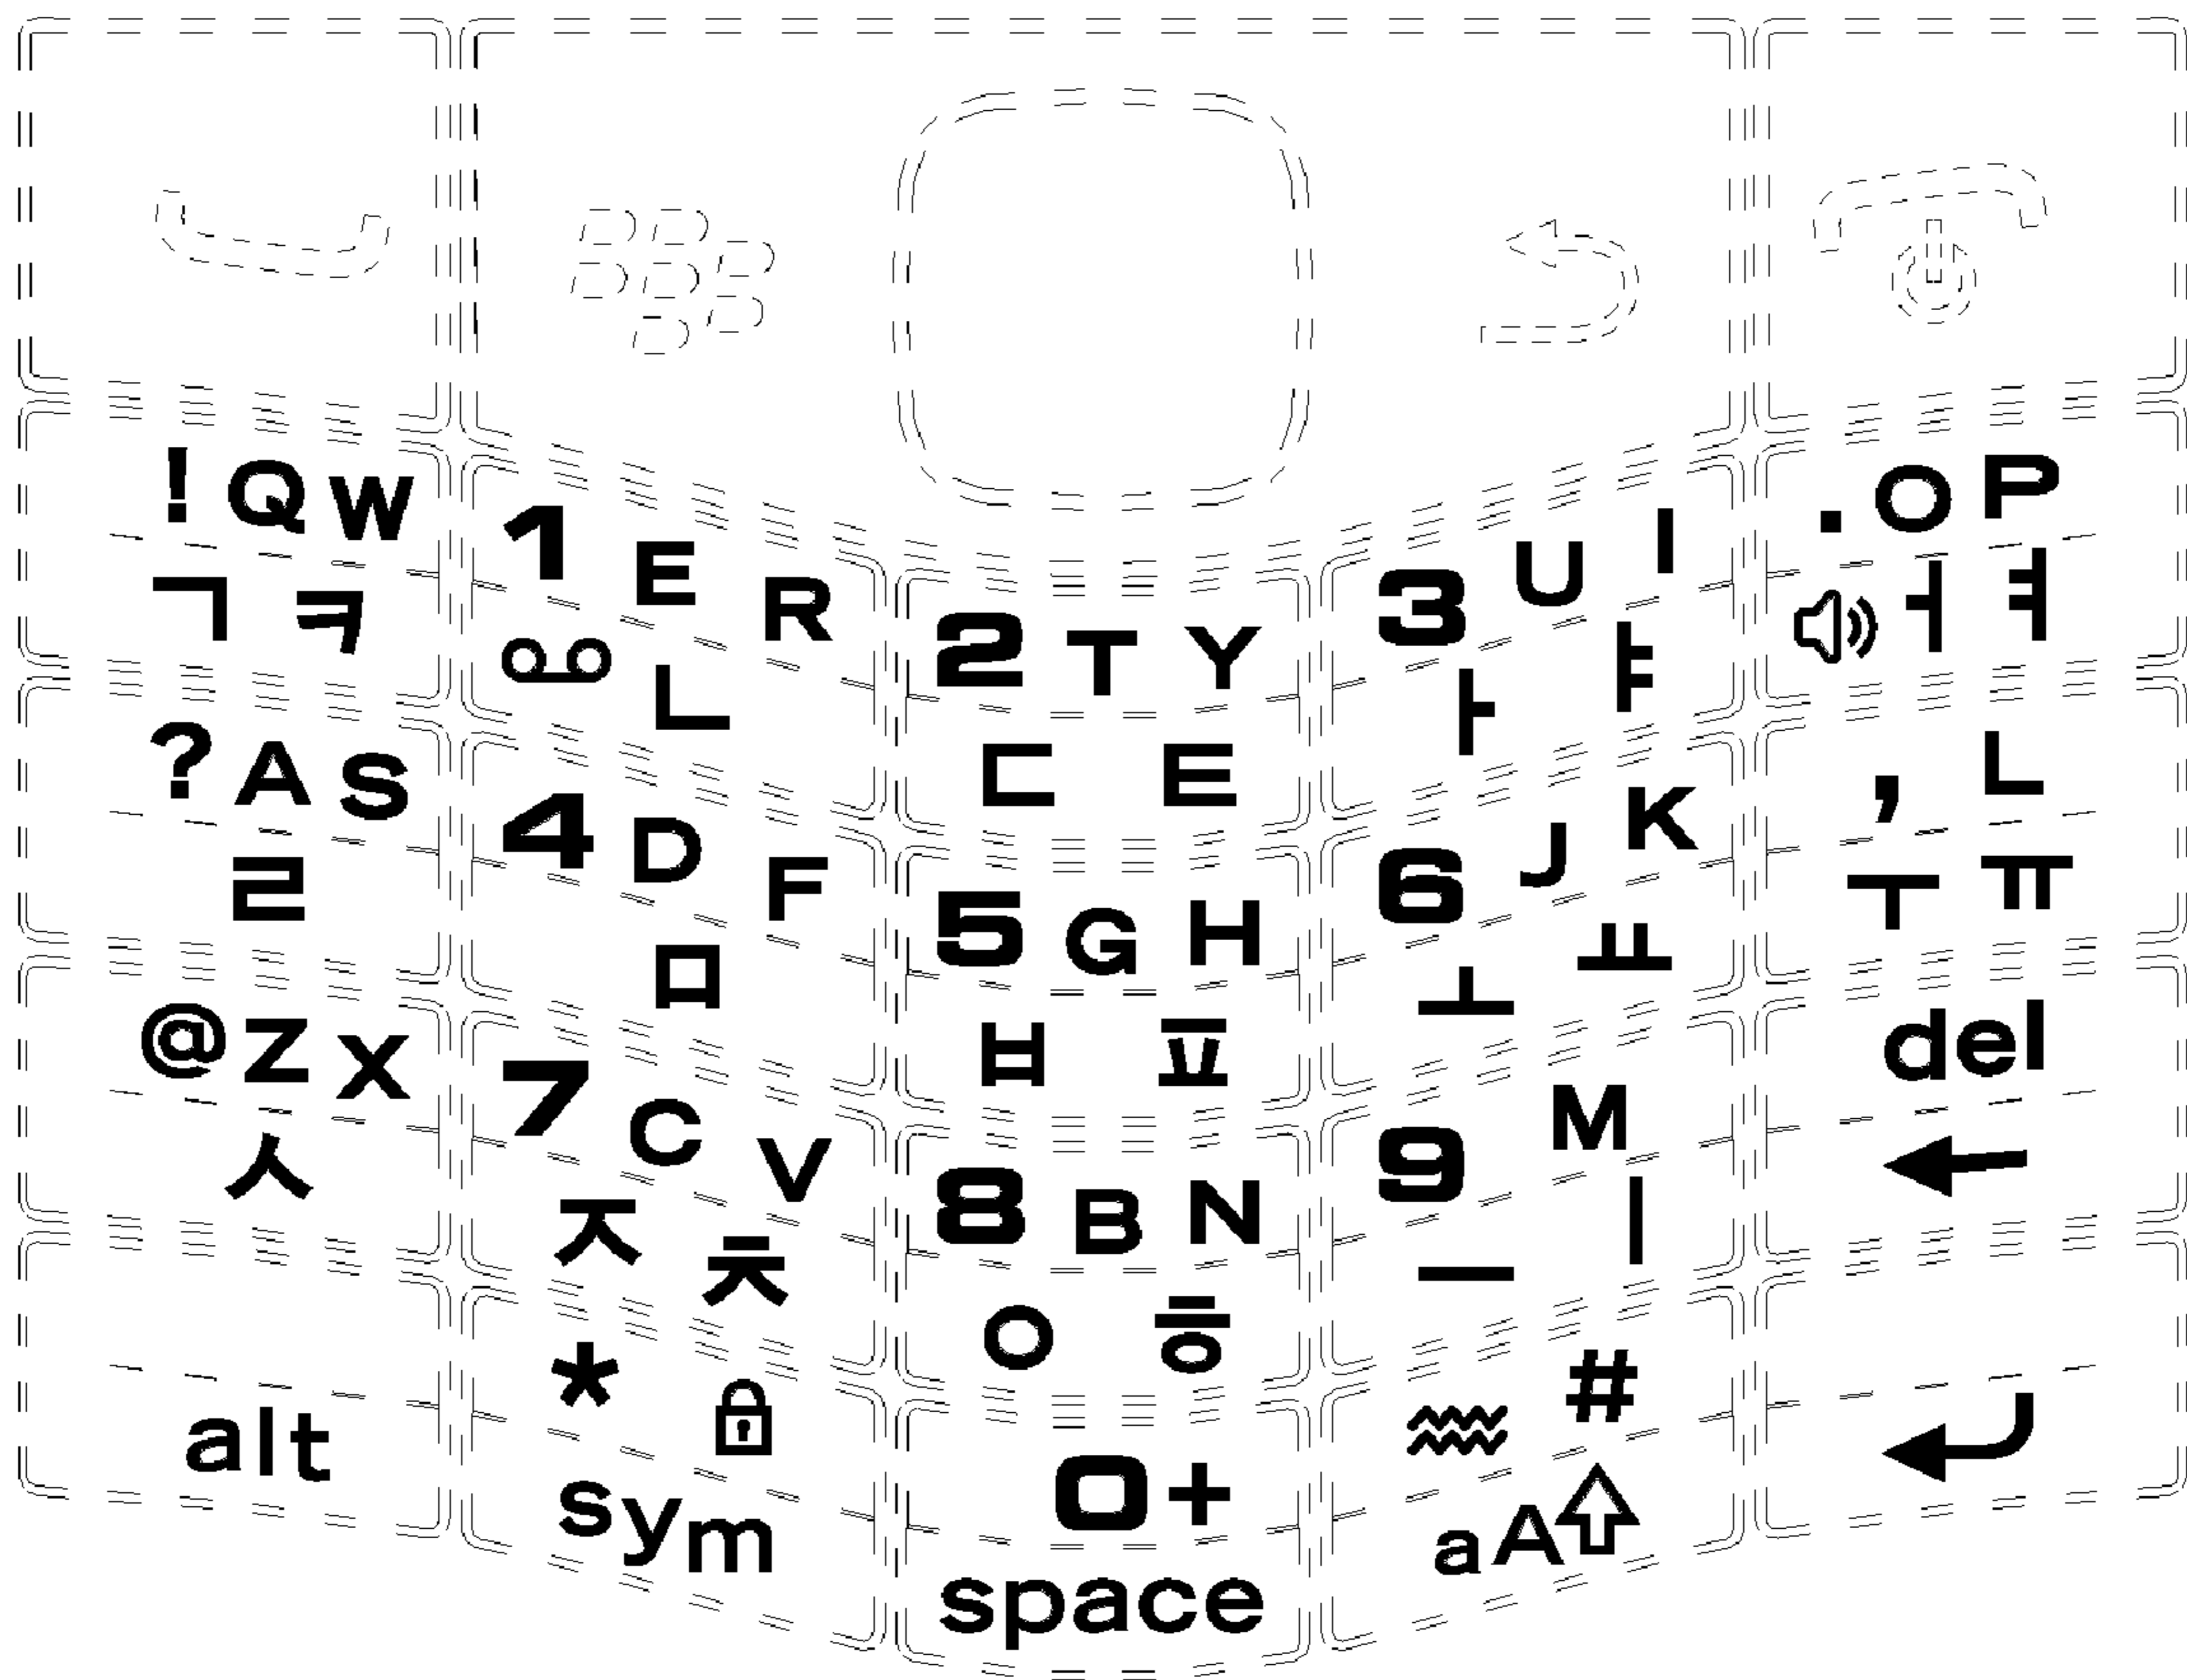 ! Q W 1 E R 2 T Y 3 U I . O P
ㄱ ㅋ ㄴ ㄷ ㅌ ㅏ ㅑ ㅓ ㅕ
? A S 4 D F 5 G H 6 J K , L
ㄹ ㅁ ㅂ ㅍ ㅗ ㅛ ㅜ ㅠ
@ Z X 7 C V 8 B N 9 M del
ㅅ ㅈ ㅊ ㅇ ㅎ ㅡ ㅣ
* 0 + #
alt sym space aA